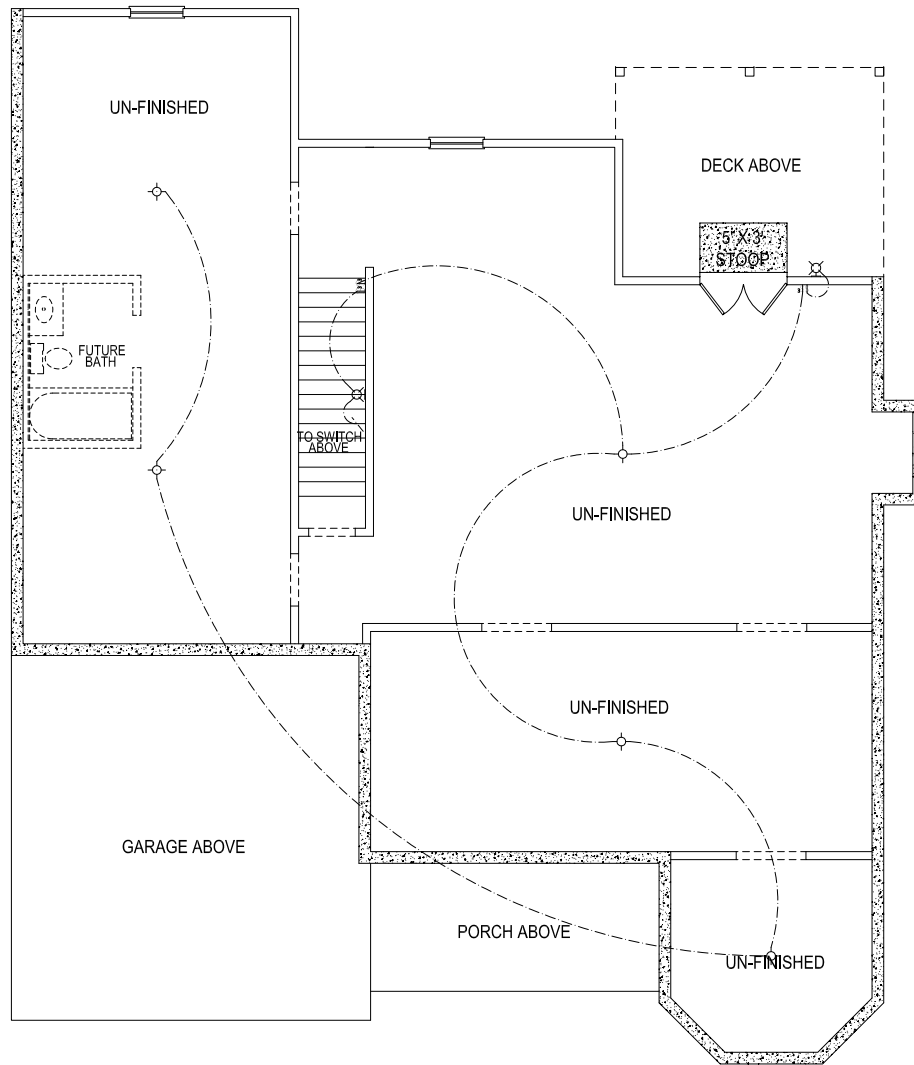 UN-FINISHED
DECK ABOVE
5' X 3'
STOOP
FUTURE
BATH
TO SWITCH
ABOVE
UN-FINISHED
UN-FINISHED
GARAGE ABOVE
PORCH ABOVE
UN-FINISHED